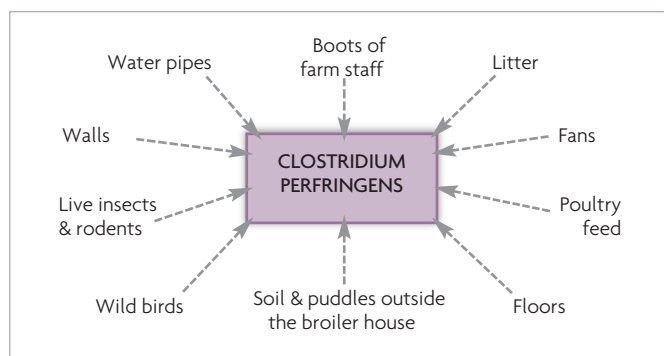 Water pipes
Boots of
farm staff
Litter
Walls
CLOSTRIDIUM
PERFRINGENS
Fans
Live insects
& rodents
Poultry
feed
Wild birds
Soil & puddles outside
the broiler house
Floors